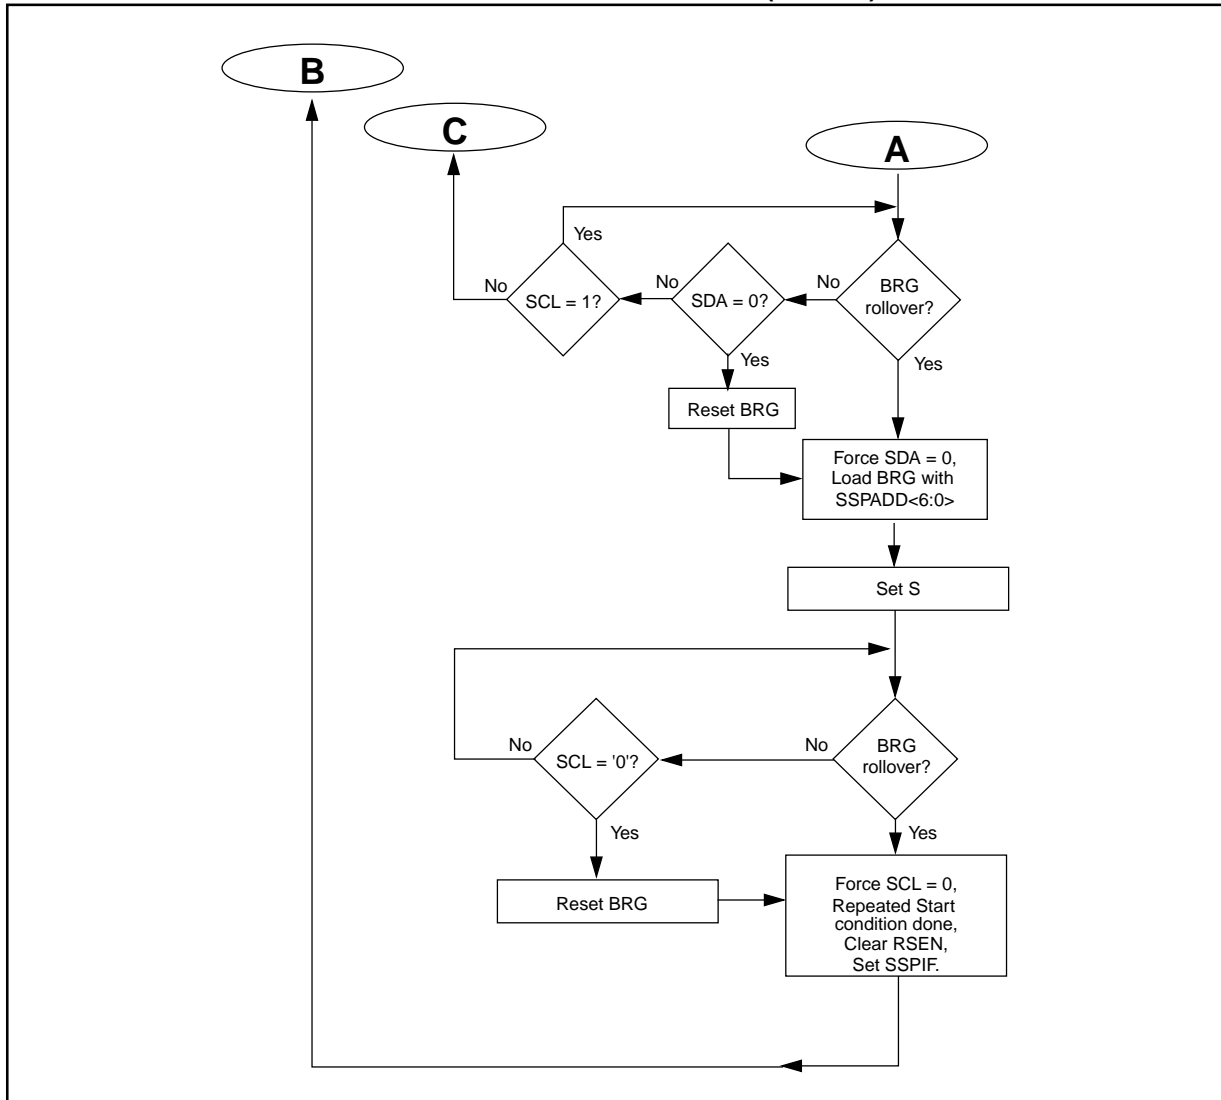 B
C
A
Yes
No
SCL = 1?
No
SDA = 0?
No
BRG
rollover?
Yes
Yes
Reset BRG
Force SDA = 0,
Load BRG with
SSPADD<6:0>
Set S
No
SCL = '0'?
No
BRG
rollover?
Yes
Yes
Reset BRG
Force SCL = 0,
Repeated Start
condition done,
Clear RSEN,
Set SSPIF.